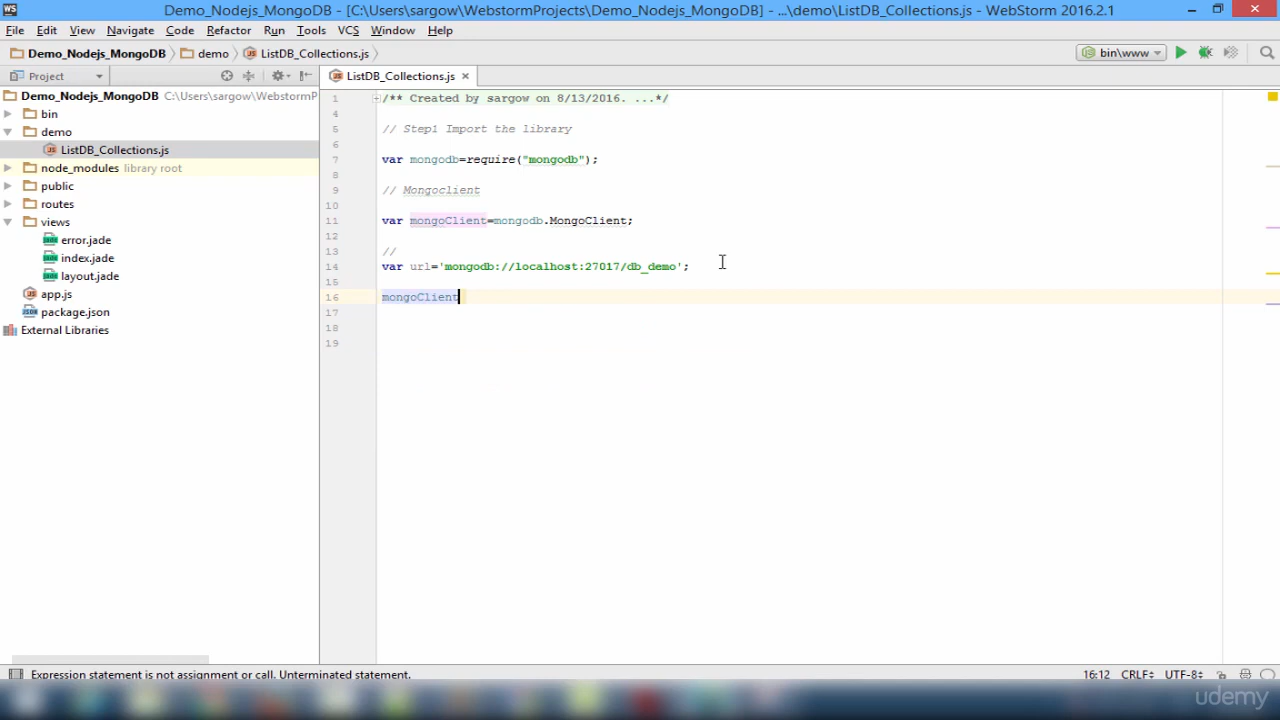 WS Demo_Nodejs_MongoDB - [C:\Users\sargow\WebstormProjects\Demo_Nodejs_MongoDB] - ...\demo\ListDB_Collections.js - WebStorm 2016.2.1
File Edit View Navigate Code Refactor Run Tools VCS Window Help
Demo_Nodejs_MongoDB demo ListDB_Collections.js bin\www
Project ListDB_Collections.js
Demo_Nodejs_MongoDB C:\Users\sargow\WebstormP
bin
demo
ListDB_Collections.js
node_modules library root
public
routes
views
error.jade
index.jade
layout.jade
app.js
package.json
External Libraries
1 /** Created by sargow on 8/13/2016. ...*/
4
5 // Step1 Import the library
6
7 var mongodb=require("mongodb");
8
9 // Mongoclient
10
11 var mongoClient=mongodb.MongoClient;
12
13 //
14 var url='mongodb://localhost:27017/db_demo';
15
16 mongoClient
17
18
19
Expression statement is not assignment or call. Unterminated statement. 16:12 CRLF UTF-8
udemy